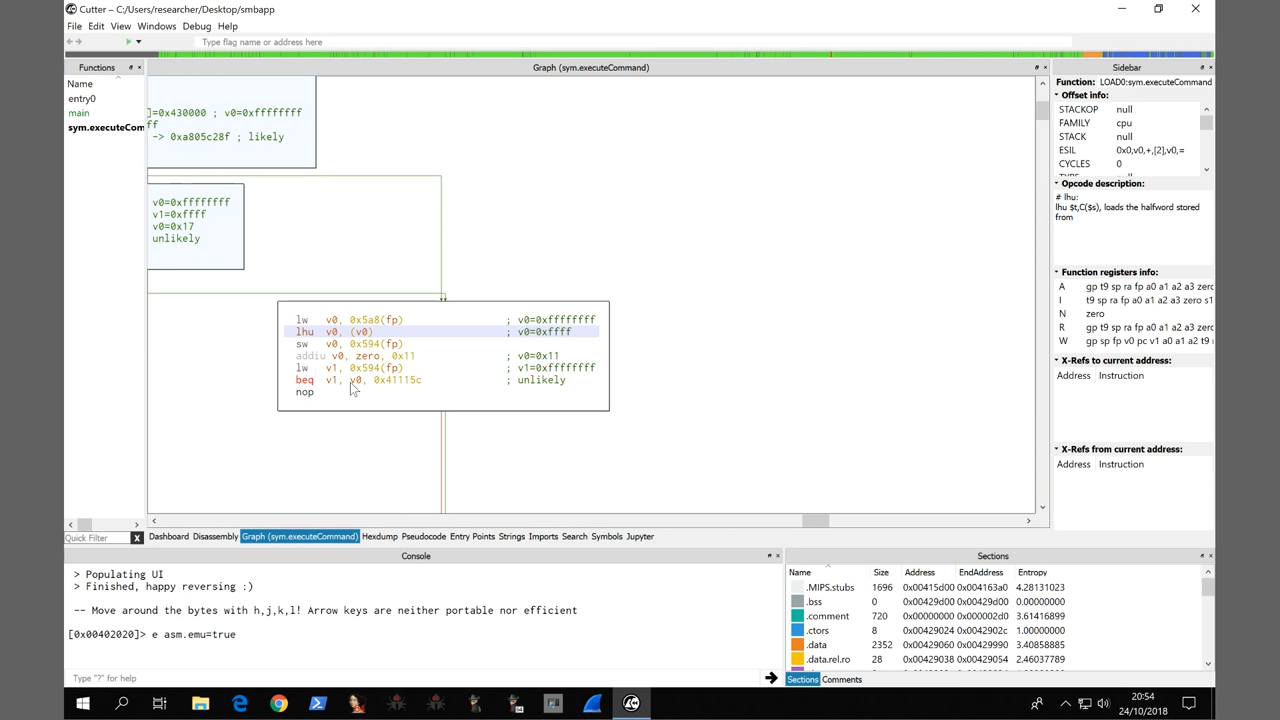 Cutter – C:/Users/researcher/Desktop/smbapp
File Edit View Windows Debug Help
Type flag name or address here
Functions
Graph (sym.executeCommand)
Sidebar
Name
entry0
main
sym.executeCom
]=0x430000 ; v0=0xffffffff
ff
-> 0xa805c28f ; likely
v0=0xffffffff
v1=0xffff
v0=0x17
unlikely
lw v0, 0x5a8(fp) ; v0=0xffffffff
lhu v0, (v0) ; v0=0xffff
sw v0, 0x594(fp)
addiu v0, zero, 0x11 ; v0=0x11
lw v1, 0x594(fp) ; v1=0xffffffff
beq v1, v0, 0x41115c ; unlikely
nop
Function: LOAD0:sym.executeCommand
Offset info:
STACKOP null
FAMILY cpu
STACK null
ESIL 0x0,v0,+,[2],v0,=
CYCLES 0
Opcode description:
# lhu:
lhu $t,C($s), loads the halfword stored
from
Function registers info:
A gp t9 sp ra fp a0 a1 a2 a3 zero
I t9 sp ra fp a0 a1 a2 a3 zero s1
N zero
R gp t9 sp ra fp a0 a1 a2 a3 zero
W gp sp fp v0 pc v1 a0 a1 a2 t9
X-Refs to current address:
Address Instruction
X-Refs from current address:
Address Instruction
Quick Filter X
Dashboard Disassembly Graph (sym.executeCommand) Hexdump Pseudocode Entry Points Strings Imports Search Symbols Jupyter
Console
> Populating UI
> Finished, happy reversing :)
-- Move around the bytes with h,j,k,l! Arrow keys are neither portable nor efficient
[0x00402020]> e asm.emu=true
Type "?" for help
Sections
Name Size Address EndAddress Entropy
.MIPS.stubs 1696 0x00415d00 0x004163a0 4.28131023
.bss 0 0x00429d00 0x00429d00 0.00000000
.comment 720 0x00000000 0x000002d0 3.61416899
.ctors 8 0x00429024 0x0042902c 1.00000000
.data 2352 0x00429060 0x00429990 3.40858885
.data.rel.ro 28 0x00429038 0x00429054 2.46037789
Sections Comments
20:54
24/10/2018